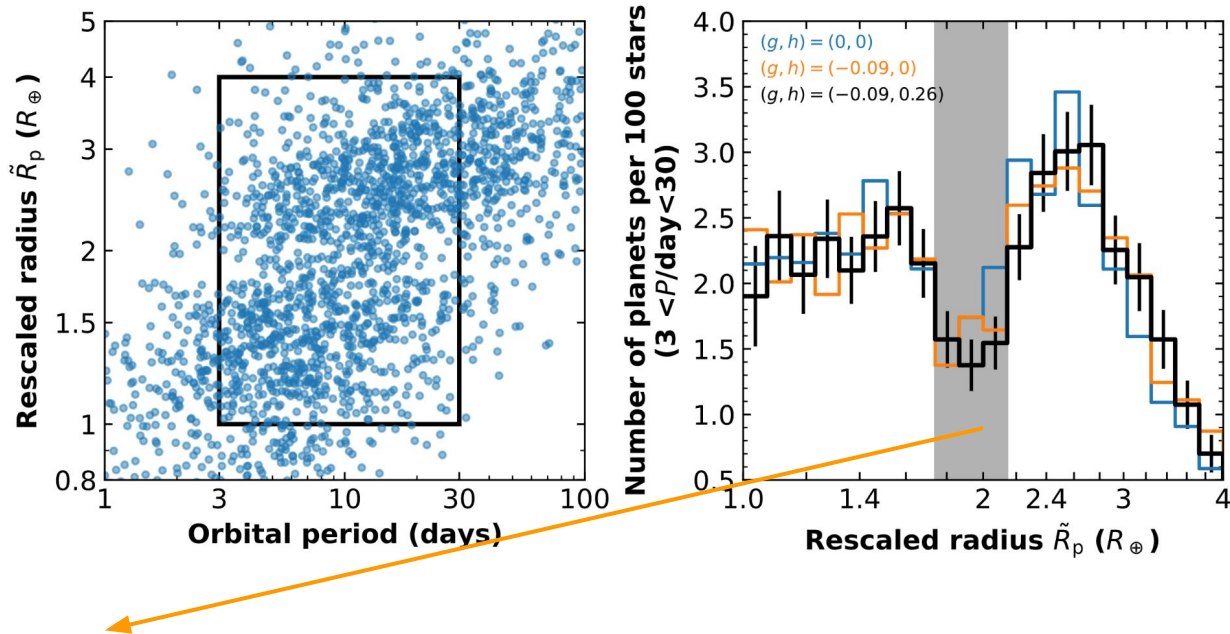 Rescaled radius R̃p (R⊕)
5
4
3
2
1.5
1
0.8
1 3 10 30 100
Orbital period (days)
Number of planets per 100 stars
(3 <P/day<30)
4.0
3.5
3.0
2.5
2.0
1.5
1.0
0.5
(g, h) = (0, 0)
(g, h) = (−0.09, 0)
(g, h) = (−0.09, 0.26)
1.0 1.4 2 2.4 3 4
Rescaled radius R̃p (R⊕)